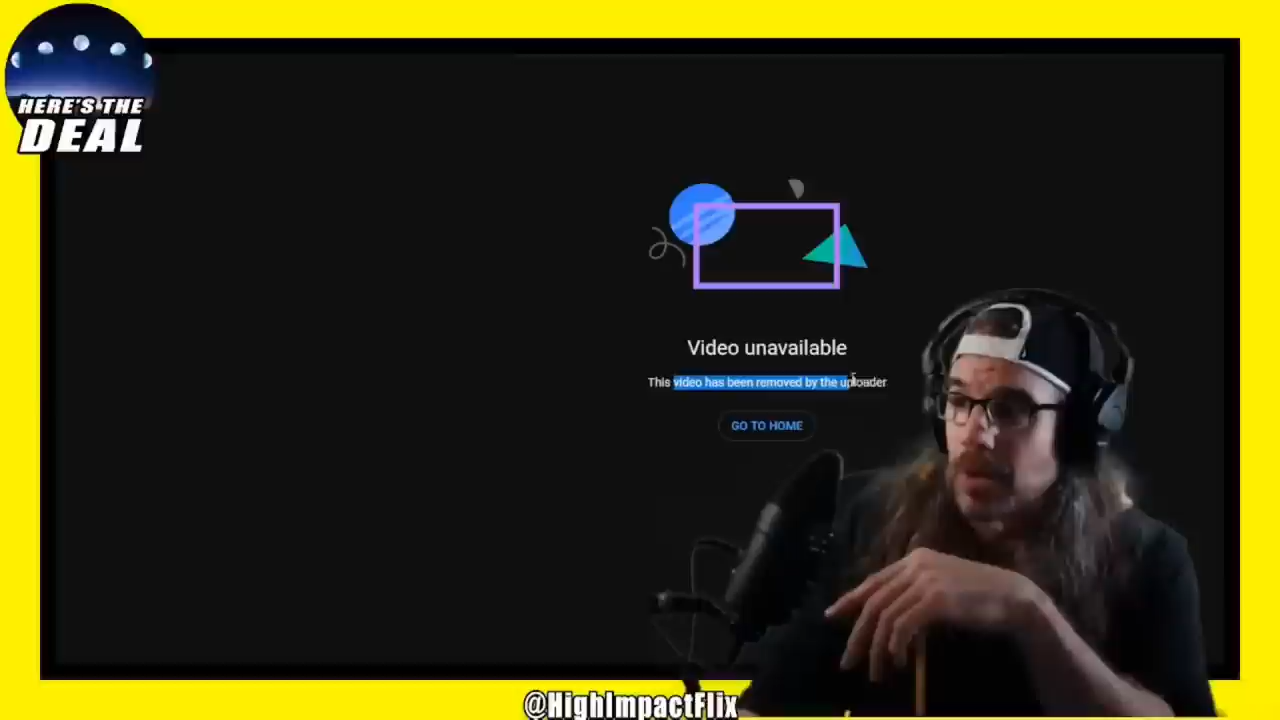 HERE'S THE
DEAL
Video unavailable
This video has been removed by the uploader
GO TO HOME
@HighImpactFlix